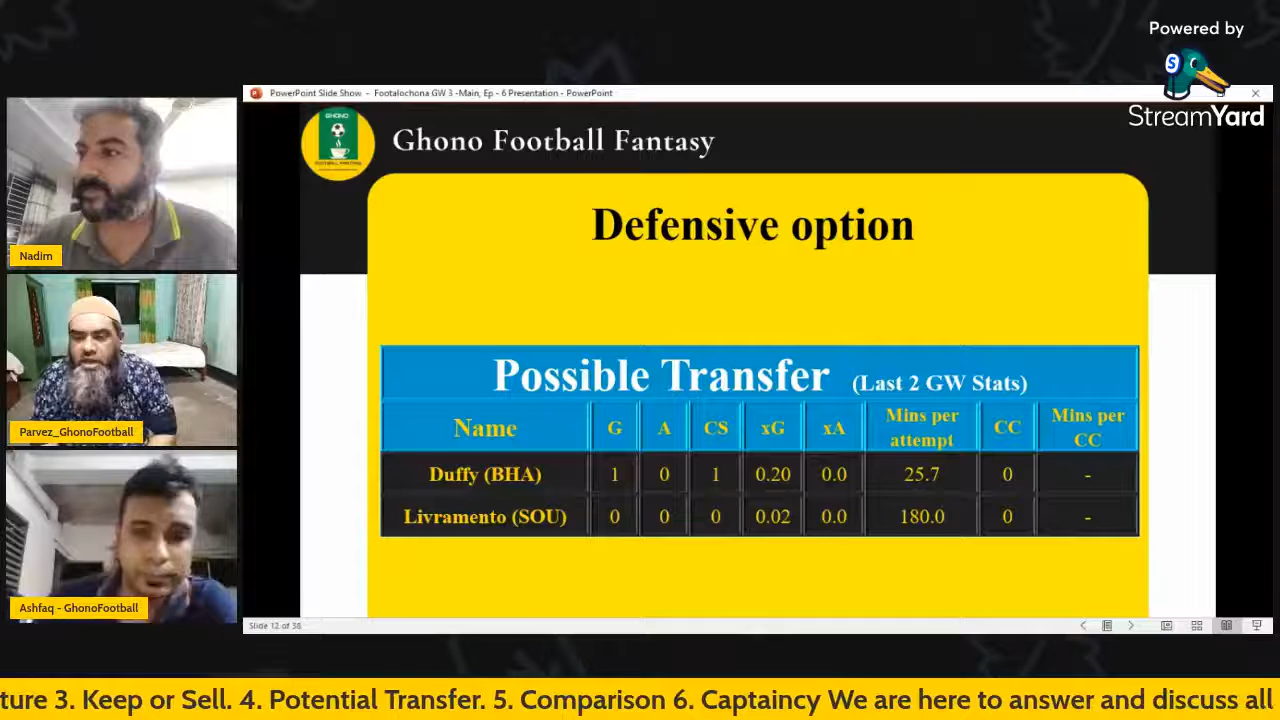 Powered by
StreamYard
PowerPoint Slide Show - Footalochona GW 3 -Main, Ep - 6 Presentation - PowerPoint
GHONO
Ghono Football Fantasy
Defensive option
Possible Transfer (Last 2 GW Stats)
Name G A CS xG xA Mins per attempt CC Mins per CC
Duffy (BHA) 1 0 1 0.20 0.0 25.7 0 -
Livramento (SOU) 0 0 0 0.02 0.0 180.0 0 -
Nadim
Parvez_GhonoFootball
Ashfaq - GhonoFootball
Slide 12 of 38
ture 3. Keep or Sell. 4. Potential Transfer. 5. Comparison 6. Captaincy We are here to answer and discuss all